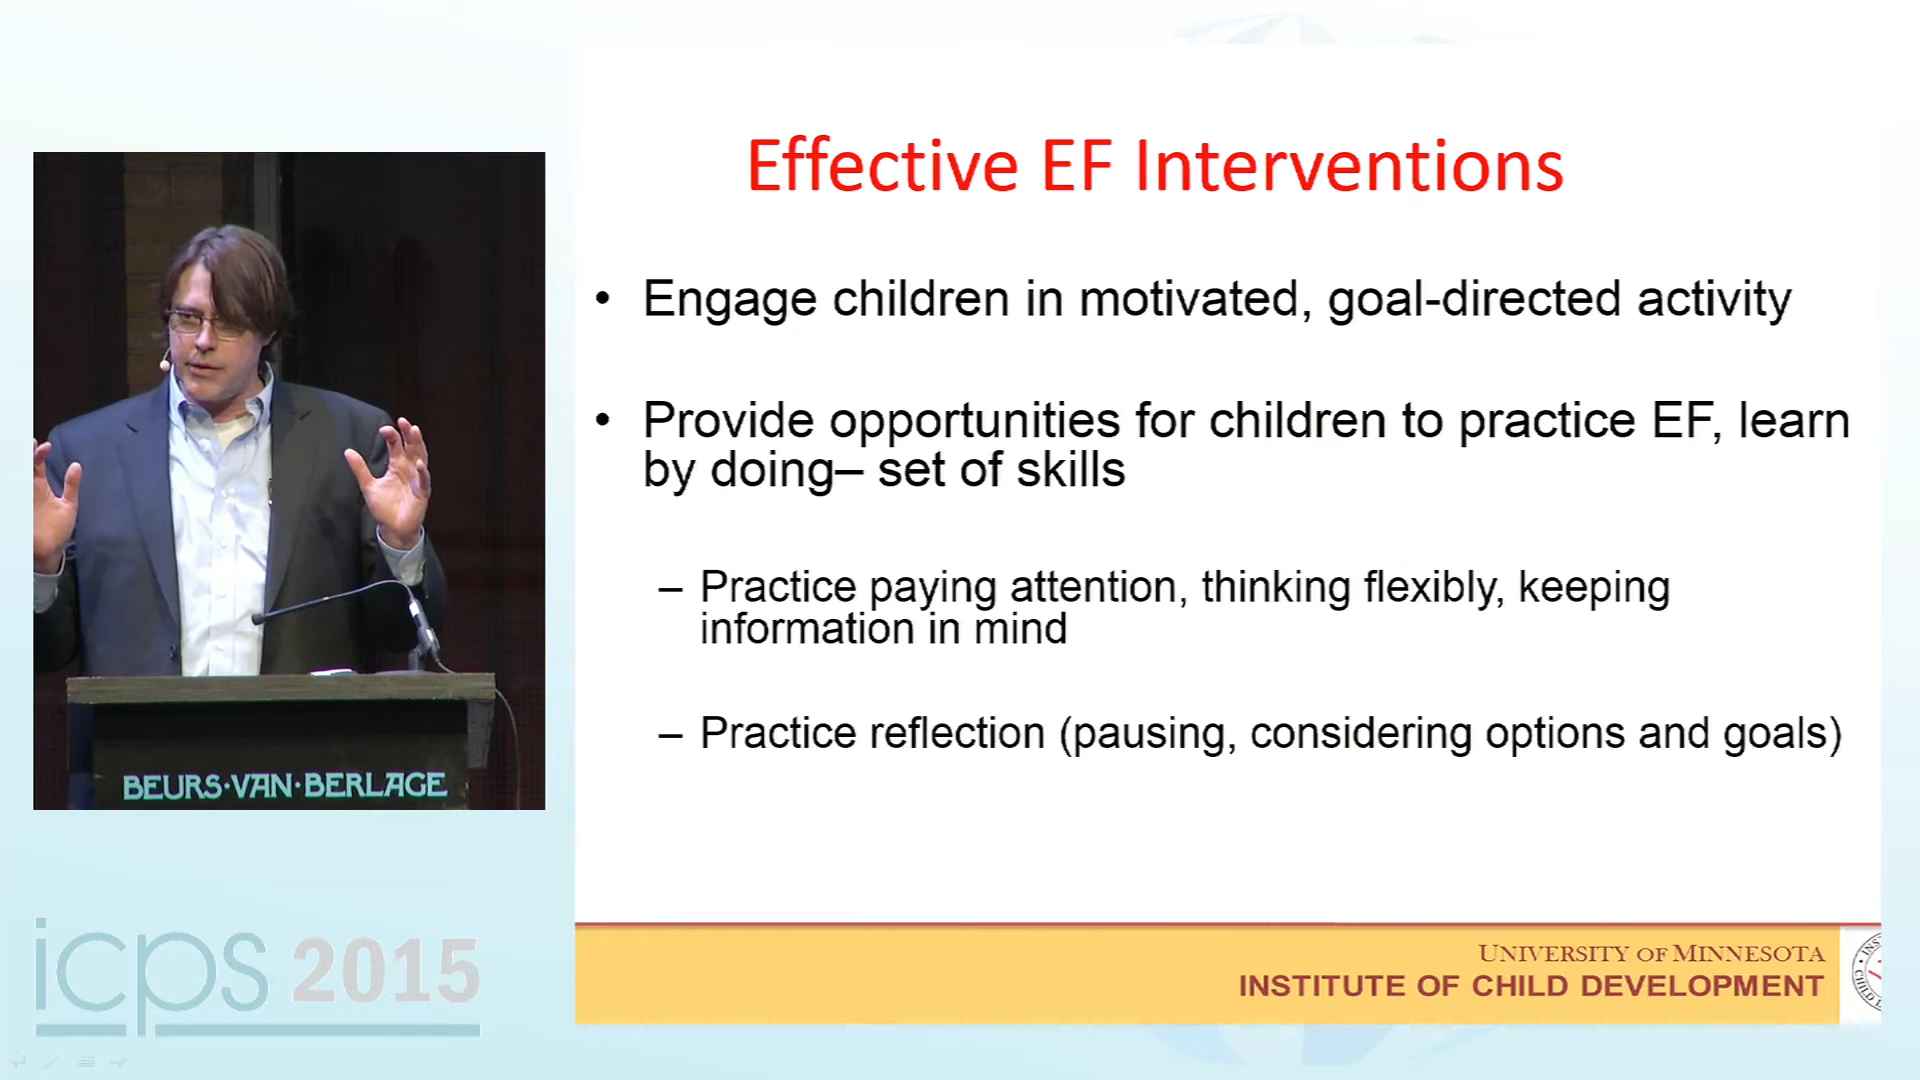 Effective EF Interventions
• Engage children in motivated, goal-directed activity
• Provide opportunities for children to practice EF, learn
by doing– set of skills
– Practice paying attention, thinking flexibly, keeping
information in mind
– Practice reflection (pausing, considering options and goals)
BEURS·VAN·BERLAGE
icps 2015
UNIVERSITY OF MINNESOTA
INSTITUTE OF CHILD DEVELOPMENT